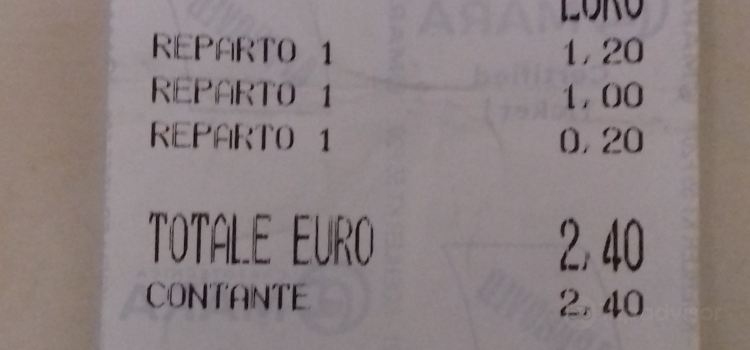 EURO
REPARTO 1 1,20
REPARTO 1 1,00
REPARTO 1 0,20
TOTALE EURO 2,40
CONTANTE 2,40